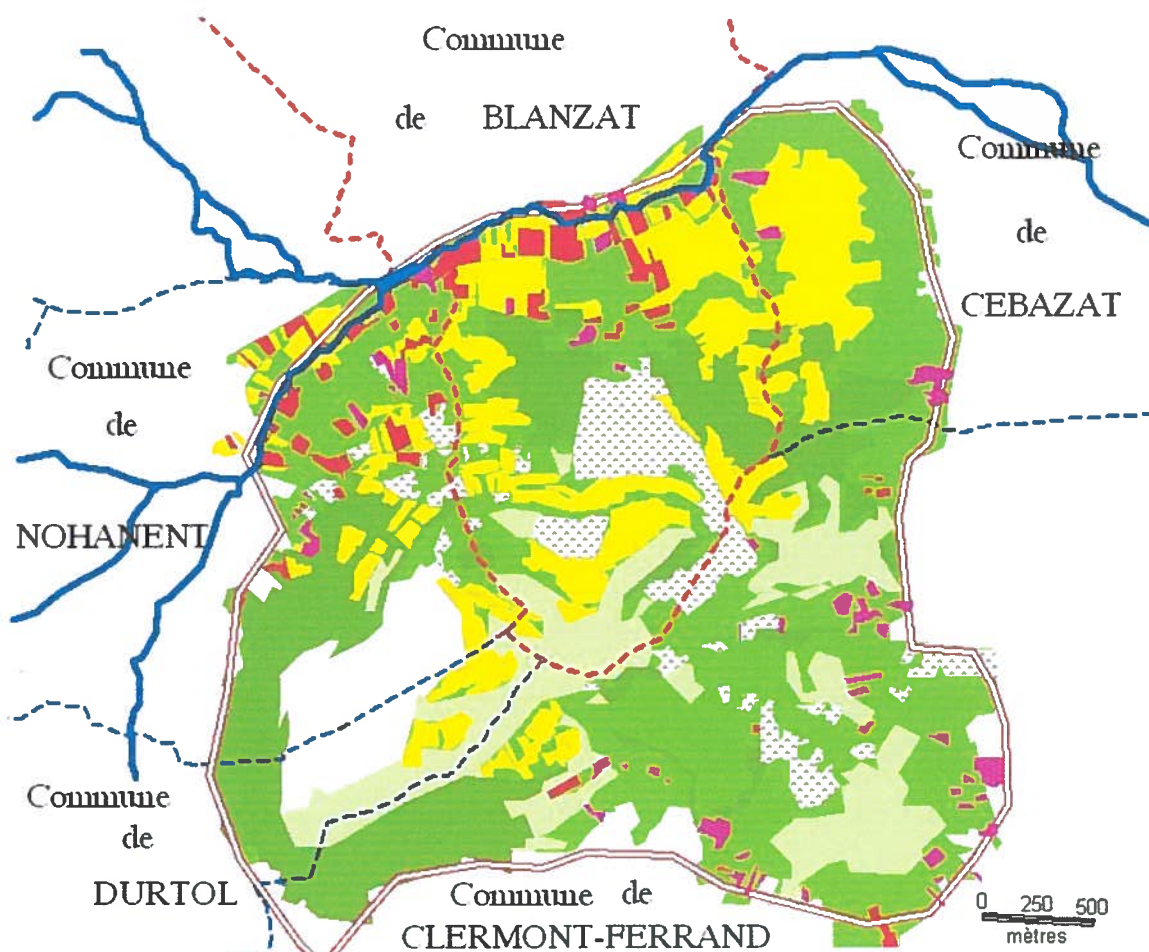 Commune
de BLANZAT
Commune
de
CEBAZAT
Commune
de
NOHANENT
Commune
de
DURTOL
Commune de
CLERMONT-FERRAND
0 250 500
mètres